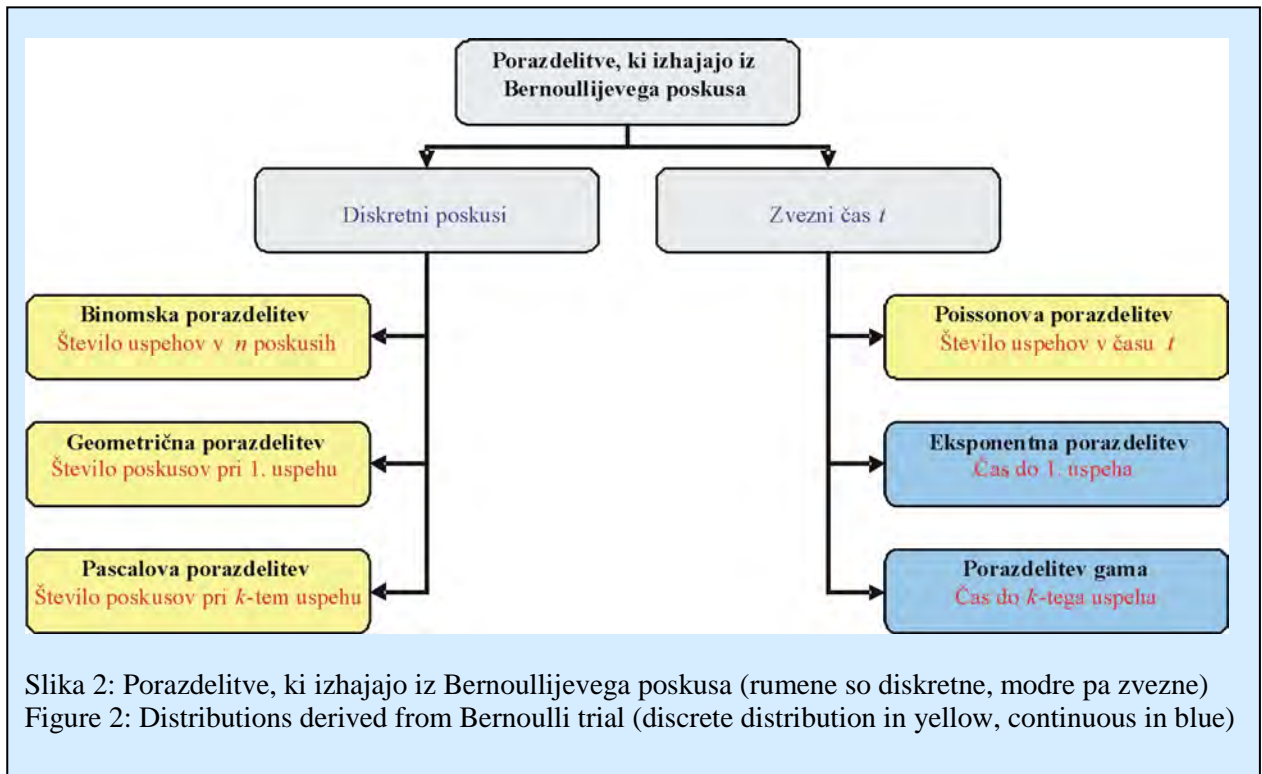 Porazdelitve, ki izhajajo iz
Bernoullijevega poskusa
Diskretni poskusi
Zvezni čas t
Binomska porazdelitev
Število uspehov v n poskusih
Geometrična porazdelitev
Število poskusov pri 1. uspehu
Pascalova porazdelitev
Število poskusov pri k-tem uspehu
Poissonova porazdelitev
Število uspehov v času t
Eksponentna porazdelitev
Čas do 1. uspeha
Porazdelitev gama
Čas do k-tega uspeha
Slika 2: Porazdelitve, ki izhajajo iz Bernoullijevega poskusa (rumene so diskretne, modre pa zvezne)
Figure 2: Distributions derived from Bernoulli trial (discrete distribution in yellow, continuous in blue)